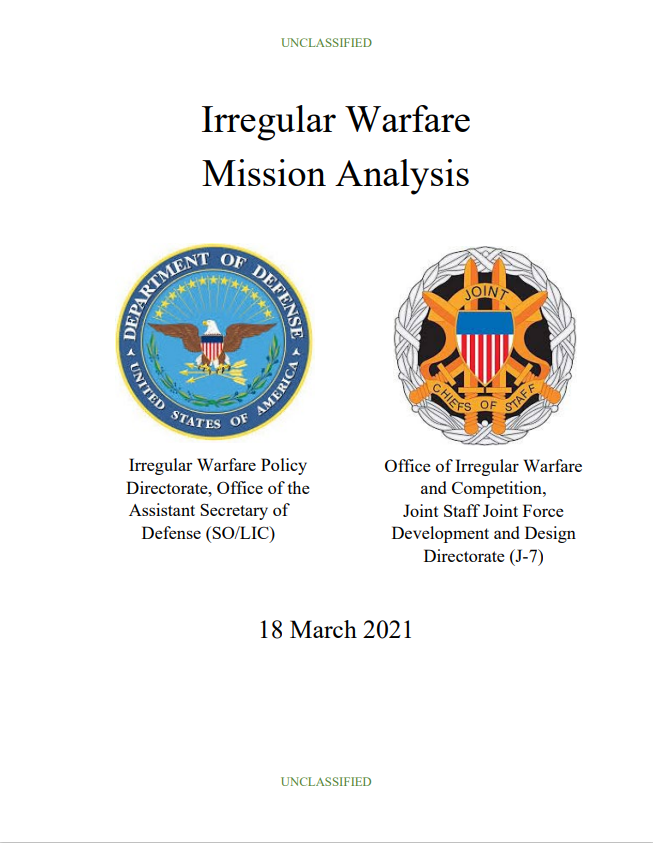 UNCLASSIFIED
Irregular Warfare
Mission Analysis
DEPARTMENT OF DEFENSE
UNITED STATES OF AMERICA
JOINT
CHIEFS OF STAFF
Irregular Warfare Policy
Directorate, Office of the
Assistant Secretary of
Defense (SO/LIC)
Office of Irregular Warfare
and Competition,
Joint Staff Joint Force
Development and Design
Directorate (J-7)
18 March 2021
UNCLASSIFIED